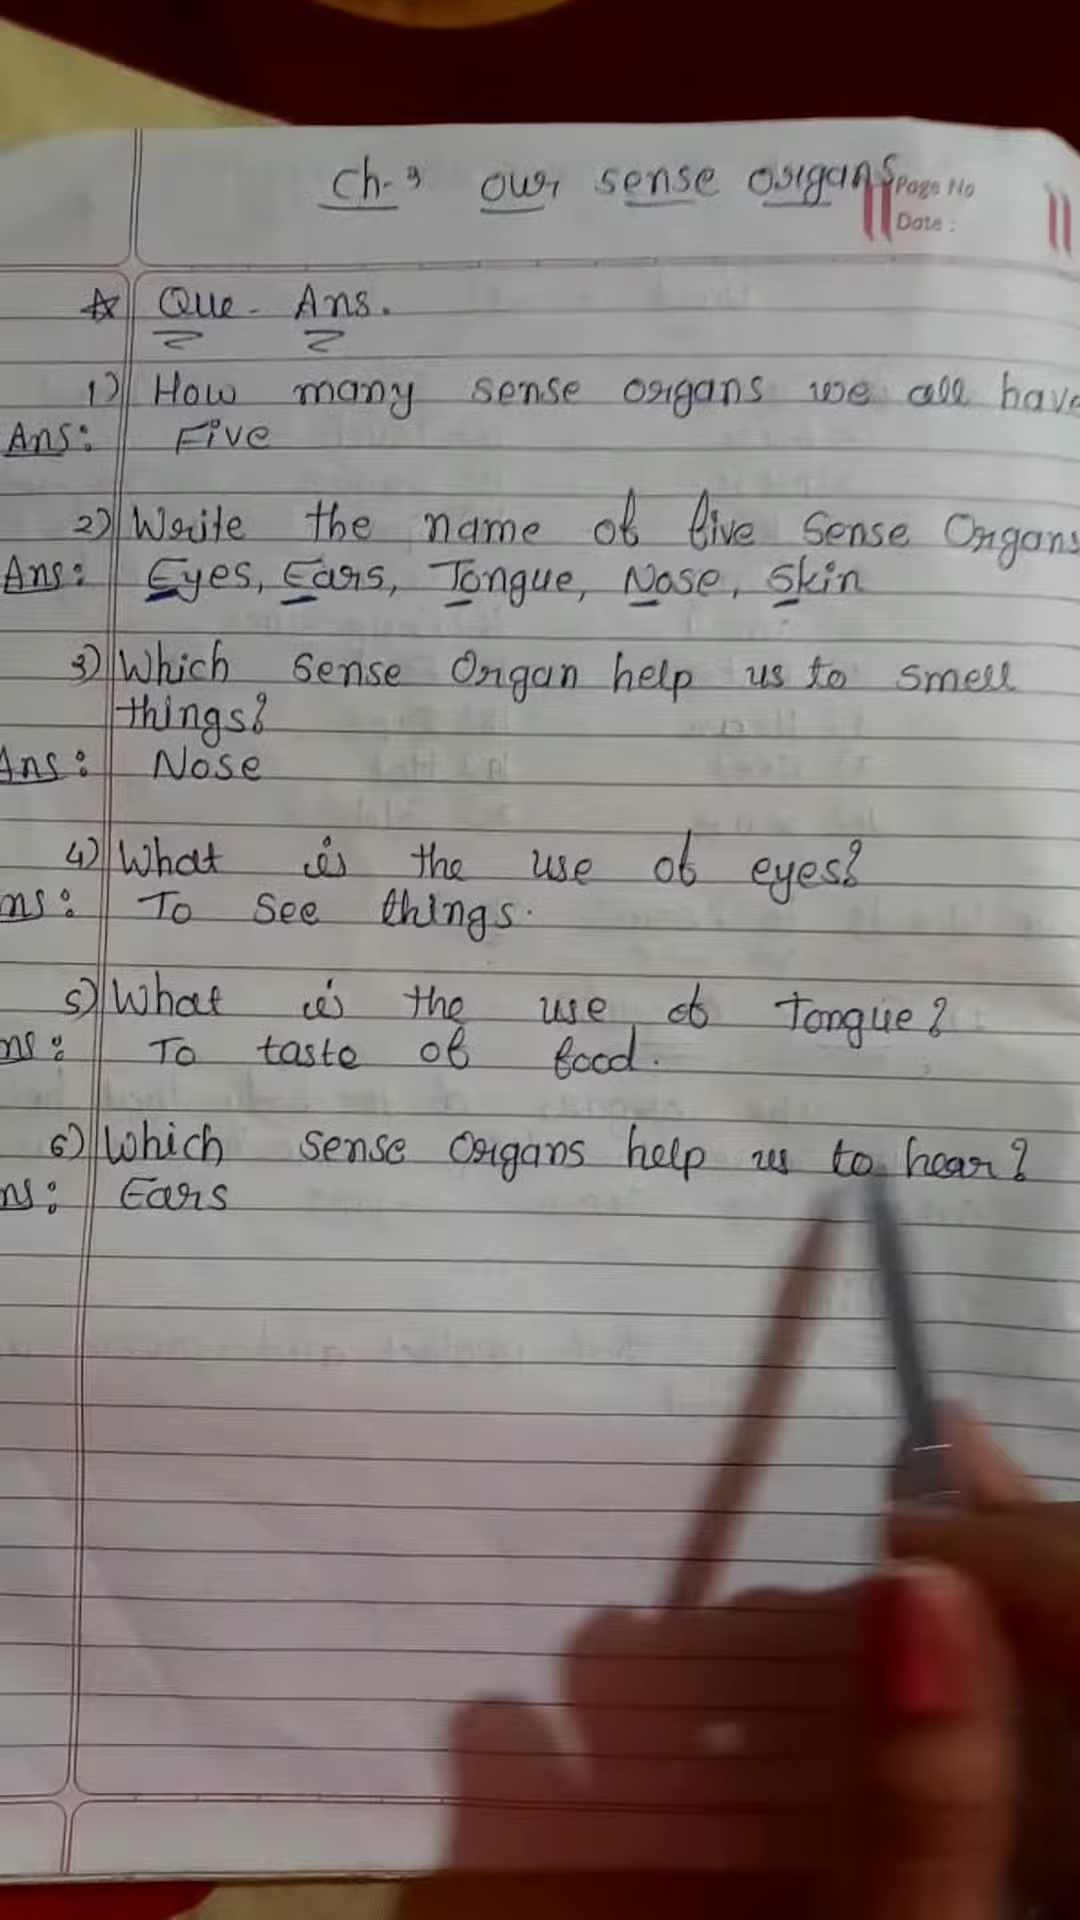 Ch-3 our sense organs
Page No
Date:
☆ Que- Ans.
1) How many sense organs we all have
Ans: Five
2) Write the name of five Sense Organs
Ans: Eyes, Ears, Tongue, Nose, Skin
3) Which sense Organ help us to smell
things?
Ans: Nose
4) What is the use of eyes?
ns: To see things.
5) What is the use of Tongue?
ns: To taste of food.
6) Which sense organs help us to hear?
ns: Ears